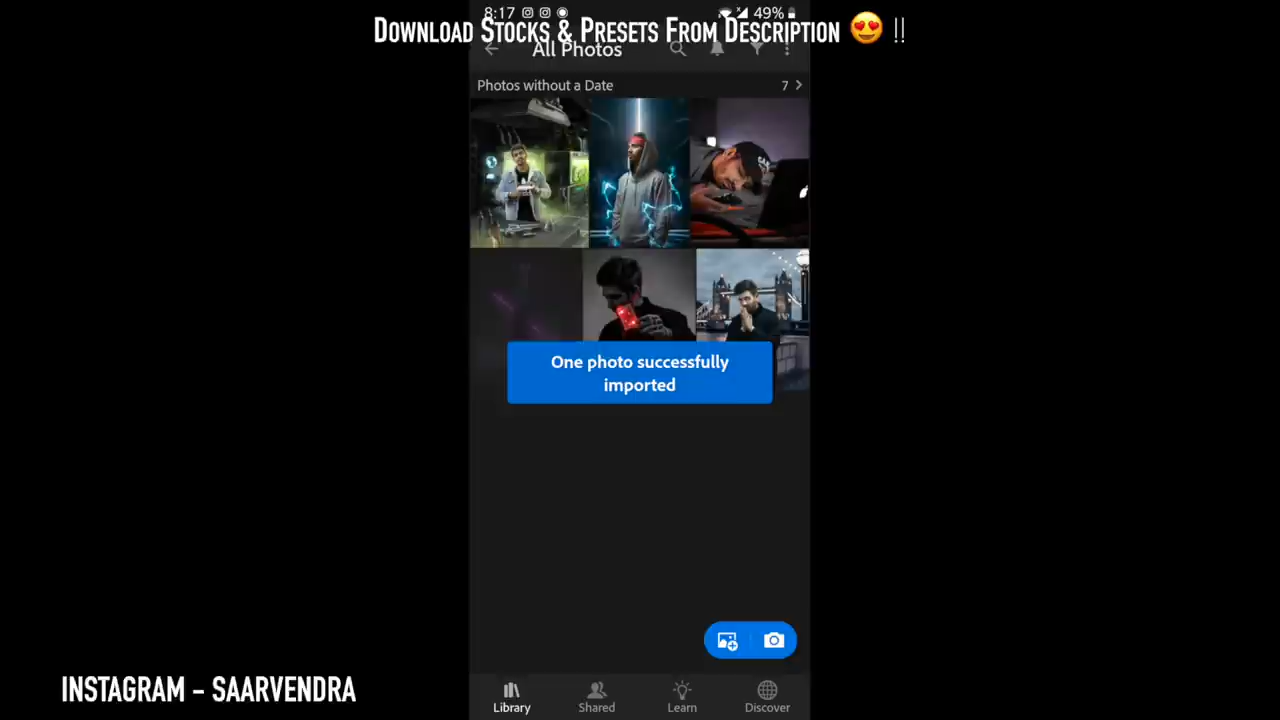 8:17 49%
DOWNLOAD STOCKS & PRESETS FROM DESCRIPTION 😍 !!
All Photos
Photos without a Date 7
One photo successfully
imported
INSTAGRAM - SAARVENDRA
Library Shared Learn Discover